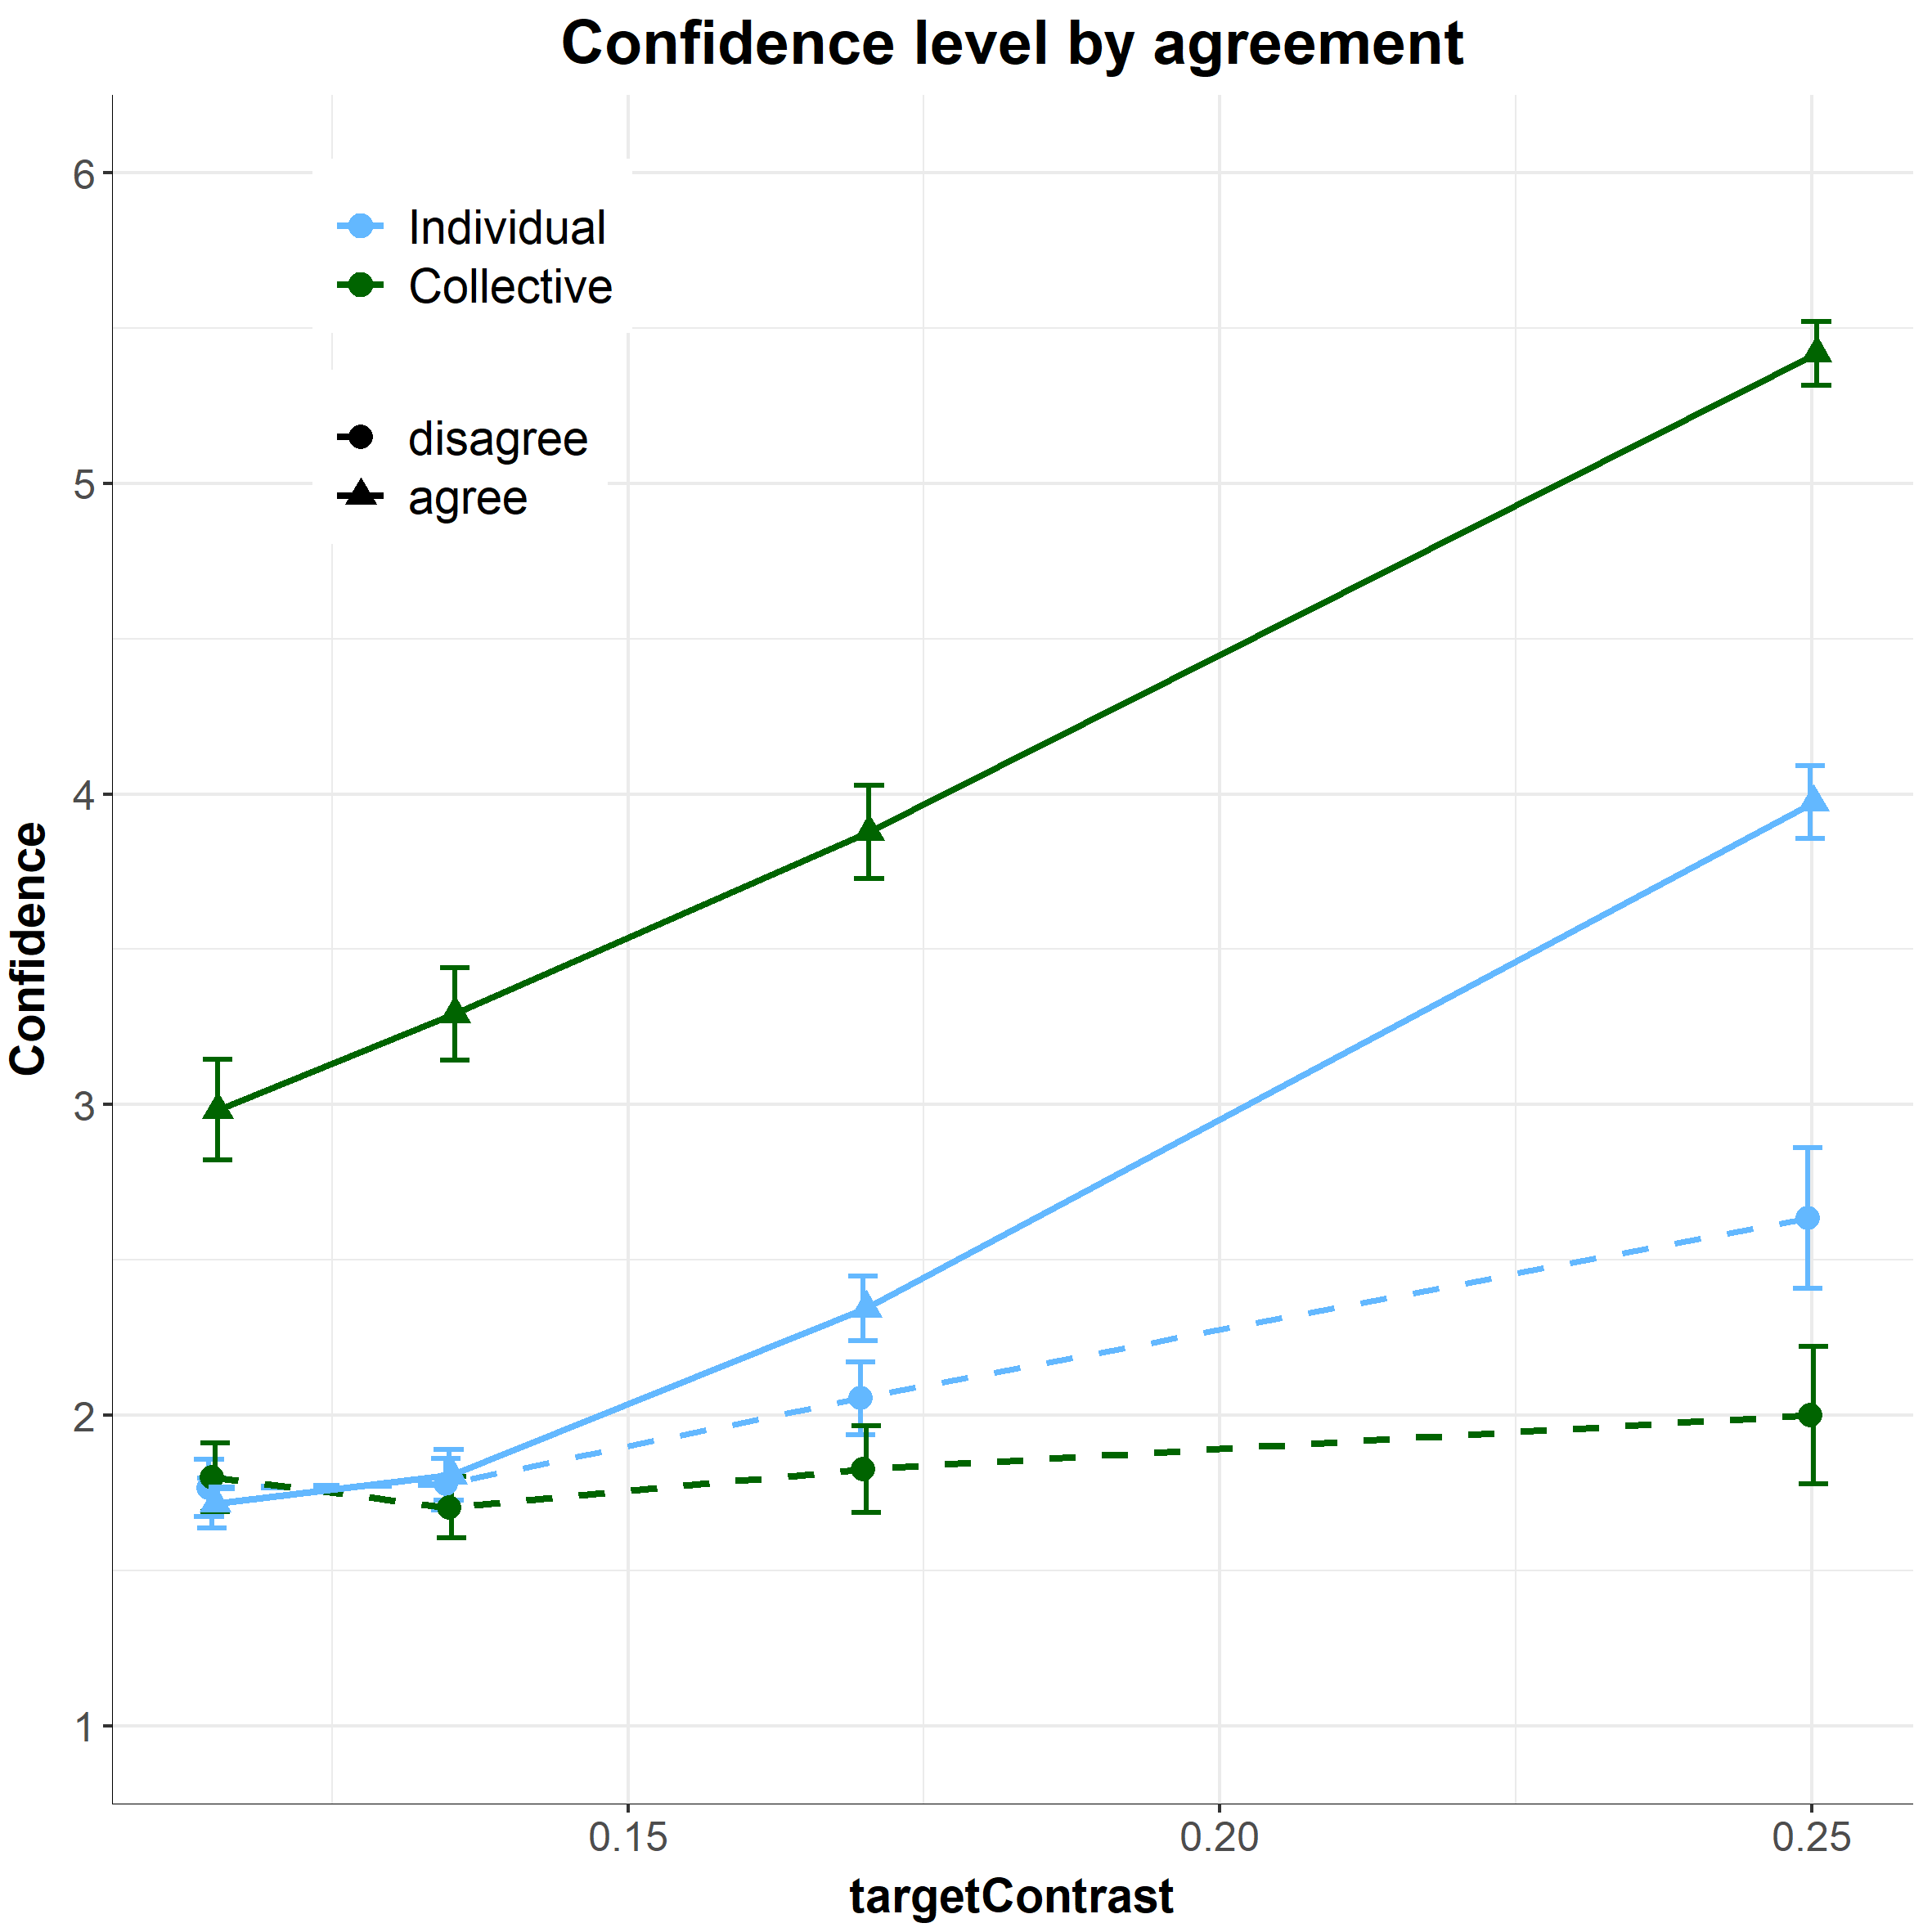 Confidence level by agreement
6
5
4
3
2
1
Confidence
Individual
Collective
disagree
agree
0.15
0.20
0.25
targetContrast